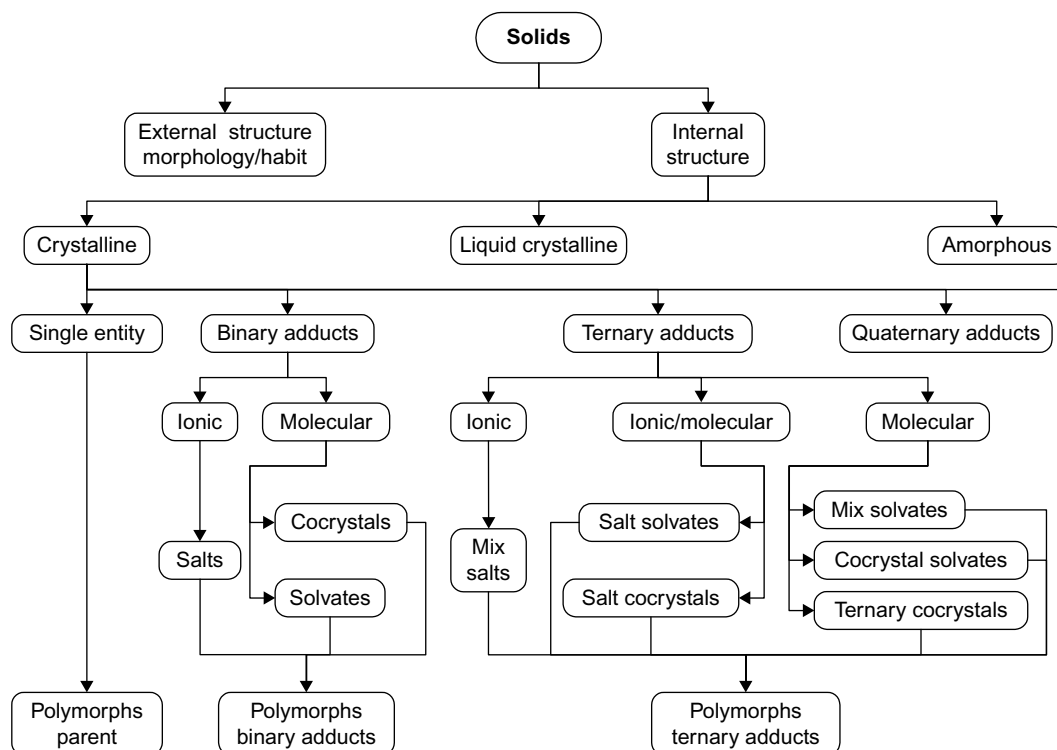 Solids
External structure
morphology/habit
Internal
structure
Crystalline
Liquid crystalline
Amorphous
Single entity
Binary adducts
Ternary adducts
Quaternary adducts
Ionic
Molecular
Ionic
Ionic/molecular
Molecular
Cocrystals
Salt solvates
Mix solvates
Salts
Mix
salts
Cocrystal solvates
Solvates
Salt cocrystals
Ternary cocrystals
Polymorphs
parent
Polymorphs
binary adducts
Polymorphs
ternary adducts